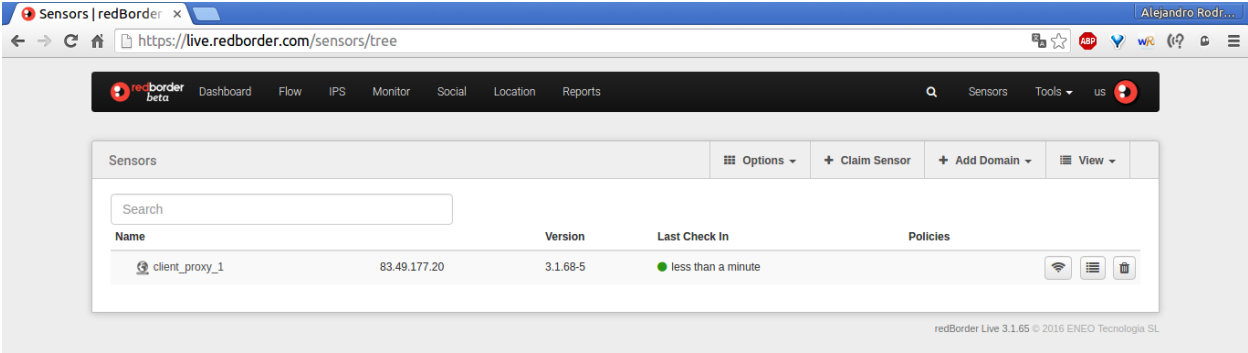 Sensors | redBorder
Alejandro Rodr...
https://live.redborder.com/sensors/tree
ABP
wR
redborder
beta
Dashboard Flow IPS Monitor Social Location Reports Sensors Tools us
Sensors Options + Claim Sensor + Add Domain View
Search
Name Version Last Check In Policies
client_proxy_1 83.49.177.20 3.1.68-5 less than a minute
redBorder Live 3.1.65 © 2016 ENEO Tecnologia SL